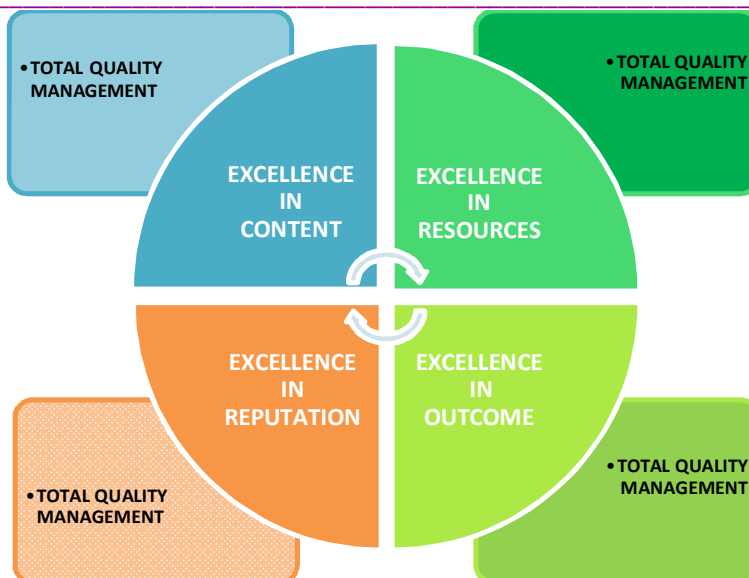 • TOTAL QUALITY
MANAGEMENT
• TOTAL QUALITY
MANAGEMENT
EXCELLENCE
IN
CONTENT
EXCELLENCE
IN
RESOURCES
EXCELLENCE
IN
REPUTATION
EXCELLENCE
IN
OUTCOME
• TOTAL QUALITY
MANAGEMENT
• TOTAL QUALITY
MANAGEMENT